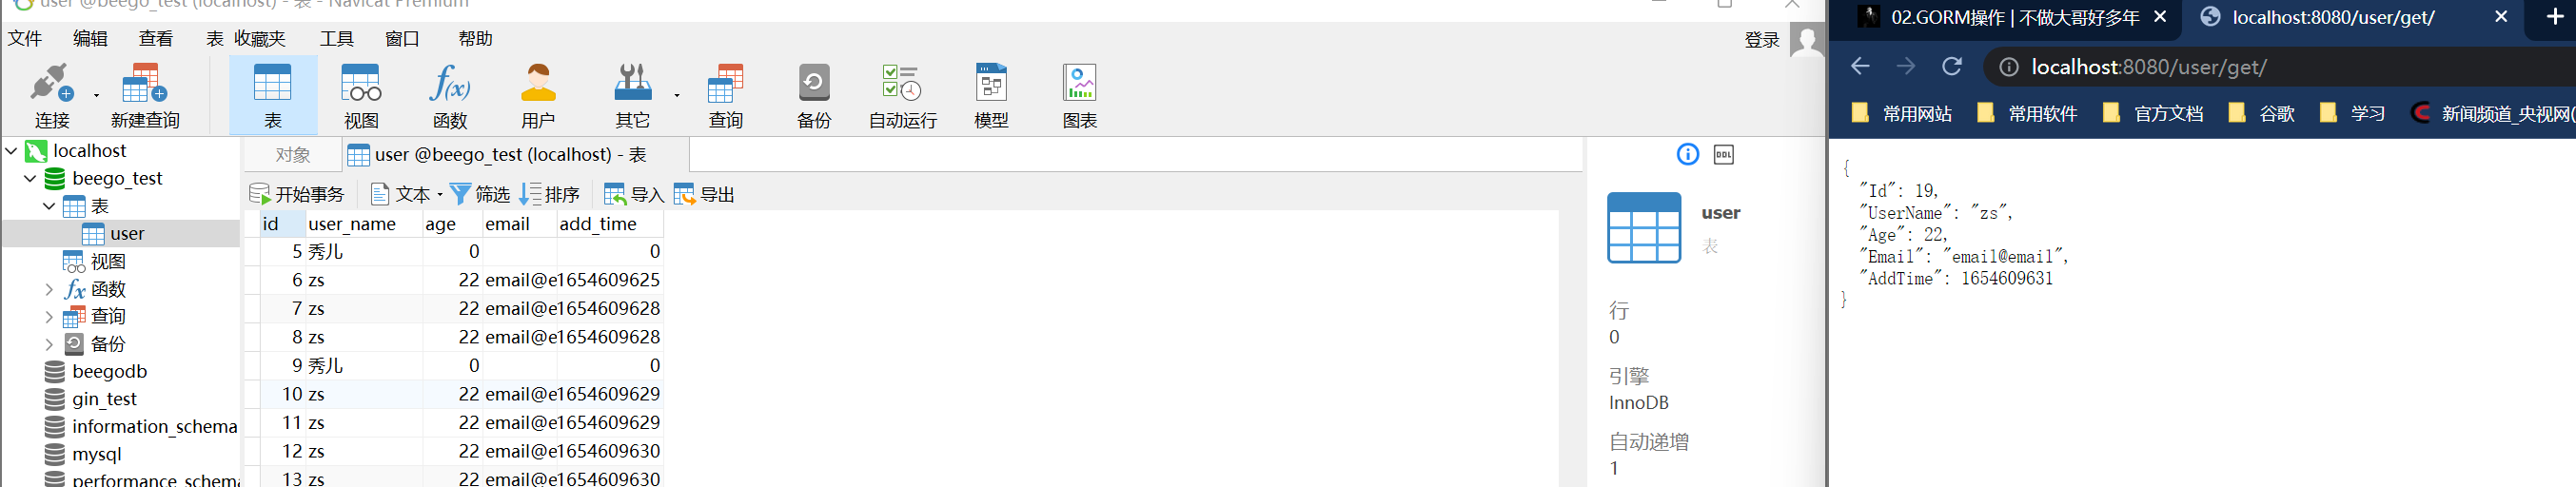 user @beego_test (localhost) - 表 - Navicat Premium
文件 编辑 查看 表 收藏夹 工具 窗口 帮助 登录
连接 新建查询 表 视图 函数 用户 其它 查询 备份 自动运行 模型 图表
localhost
beego_test
表
user
视图
函数
查询
备份
beegodb
gin_test
information_schema
mysql
performance_schema
对象 user @beego_test (localhost) - 表
开始事务 文本 筛选 排序 导入 导出
id user_name age email add_time
5 秀儿 0 0
6 zs 22 email@e 1654609625
7 zs 22 email@e 1654609628
8 zs 22 email@e 1654609628
9 秀儿 0 0
10 zs 22 email@e 1654609629
11 zs 22 email@e 1654609629
12 zs 22 email@e 1654609630
13 zs 22 email@e 1654609630
DDL
user
表
行
0
引擎
InnoDB
自动递增
1
02.GORM操作 | 不做大哥好多年 localhost:8080/user/get/
localhost:8080/user/get/
常用网站 常用软件 官方文档 谷歌 学习 新闻频道_央视网(
{
"Id": 19,
"UserName": "zs",
"Age": 22,
"Email": "email@email",
"AddTime": 1654609631
}